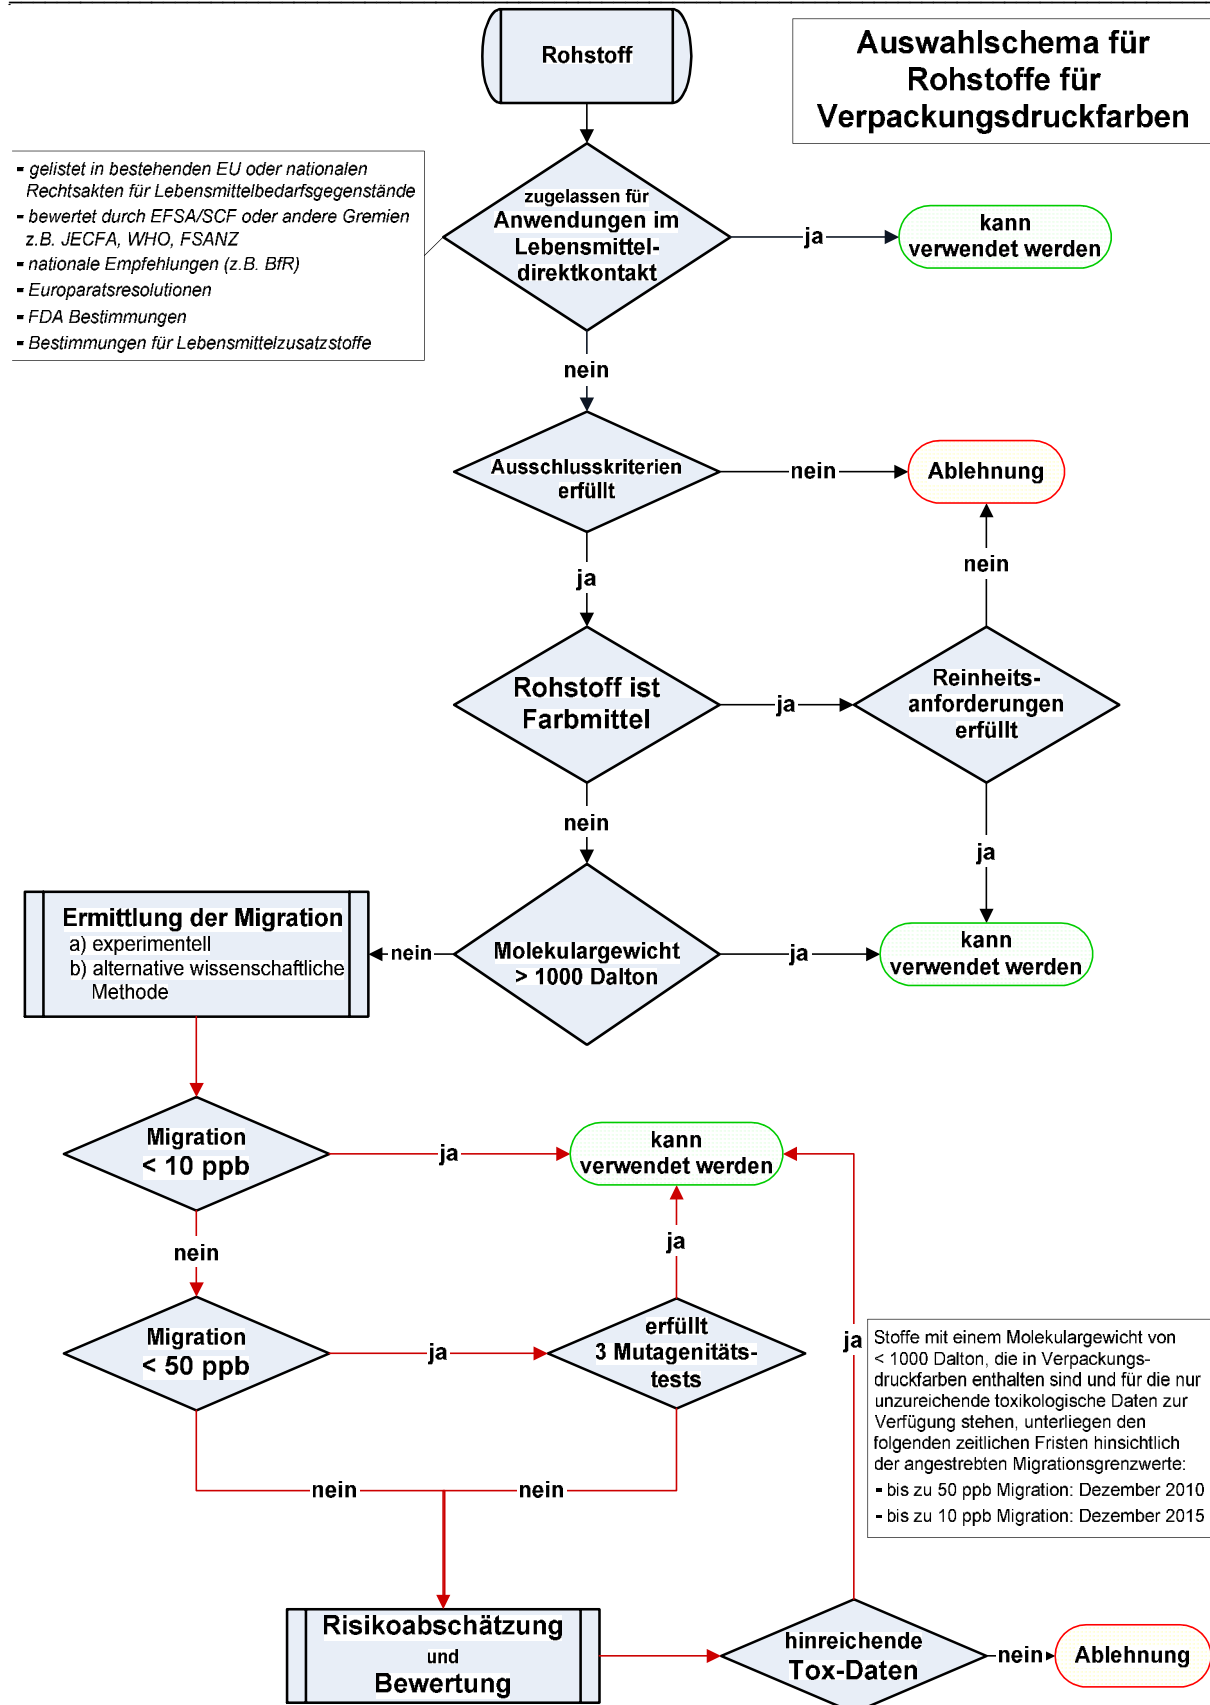 Rohstoff
Auswahlschema für
Rohstoffe für
Verpackungsdruckfarben
- gelistet in bestehenden EU oder nationalen
Rechtsakten für Lebensmittelbedarfsgegenstände
- bewertet durch EFSA/SCF oder andere Gremien
z.B. JECFA, WHO, FSANZ
- nationale Empfehlungen (z.B. BfR)
- Europaratsresolutionen
- FDA Bestimmungen
- Bestimmungen für Lebensmittelzusatzstoffe
zugelassen für
Anwendungen im
Lebensmittel-
direktkontakt
ja
kann
verwendet werden
nein
Ausschlusskriterien
erfüllt
nein
Ablehnung
ja
nein
Rohstoff ist
Farbmittel
ja
Reinheits-
anforderungen
erfüllt
nein
ja
Ermittlung der Migration
a) experimentell
b) alternative wissenschaftliche
Methode
nein
Molekulargewicht
> 1000 Dalton
ja
kann
verwendet werden
Migration
< 10 ppb
ja
kann
verwendet werden
nein
ja
Migration
< 50 ppb
ja
erfüllt
3 Mutagenitäts-
tests
ja
Stoffe mit einem Molekulargewicht von
< 1000 Dalton, die in Verpackungs-
druckfarben enthalten sind und für die nur
unzureichende toxikologische Daten zur
Verfügung stehen, unterliegen den
folgenden zeitlichen Fristen hinsichtlich
der angestrebten Migrationsgrenzwerte:
- bis zu 50 ppb Migration: Dezember 2010
- bis zu 10 ppb Migration: Dezember 2015
nein
nein
Risikoabschätzung
und
Bewertung
hinreichende
Tox-Daten
nein
Ablehnung